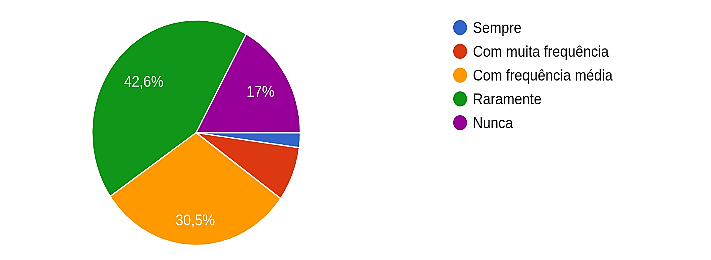 42,6%
17%
30,5%
Sempre
Com muita frequência
Com frequência média
Raramente
Nunca